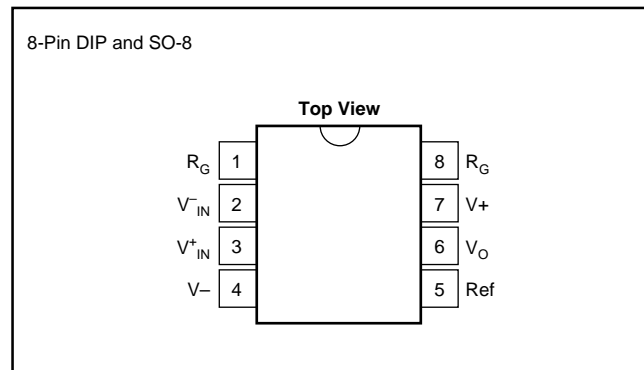 8-Pin DIP and SO-8
Top View
R_G 1 8 R_G
V⁻_IN 2 7 V+
V⁺_IN 3 6 V_O
V– 4 5 Ref